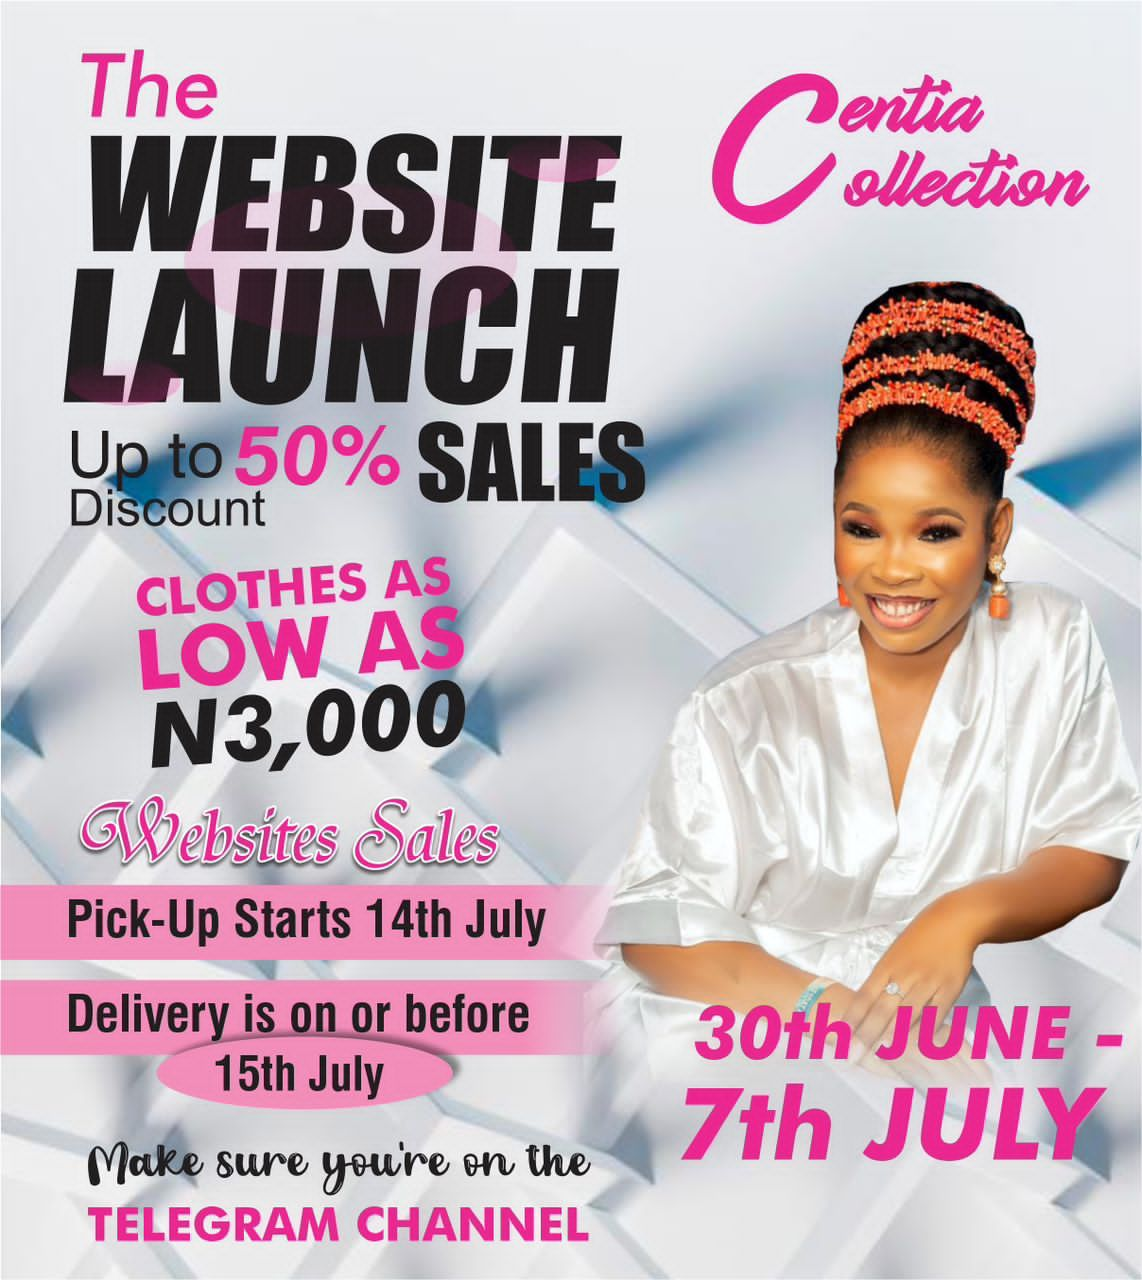 The
WEBSITE
LAUNCH
Up to 50% SALES
Discount
Centia
Collection
CLOTHES AS
LOW AS
N3,000
Websites Sales
Pick-Up Starts 14th July
Delivery is on or before
15th July
30th JUNE -
7th JULY
Make sure you're on the
TELEGRAM CHANNEL